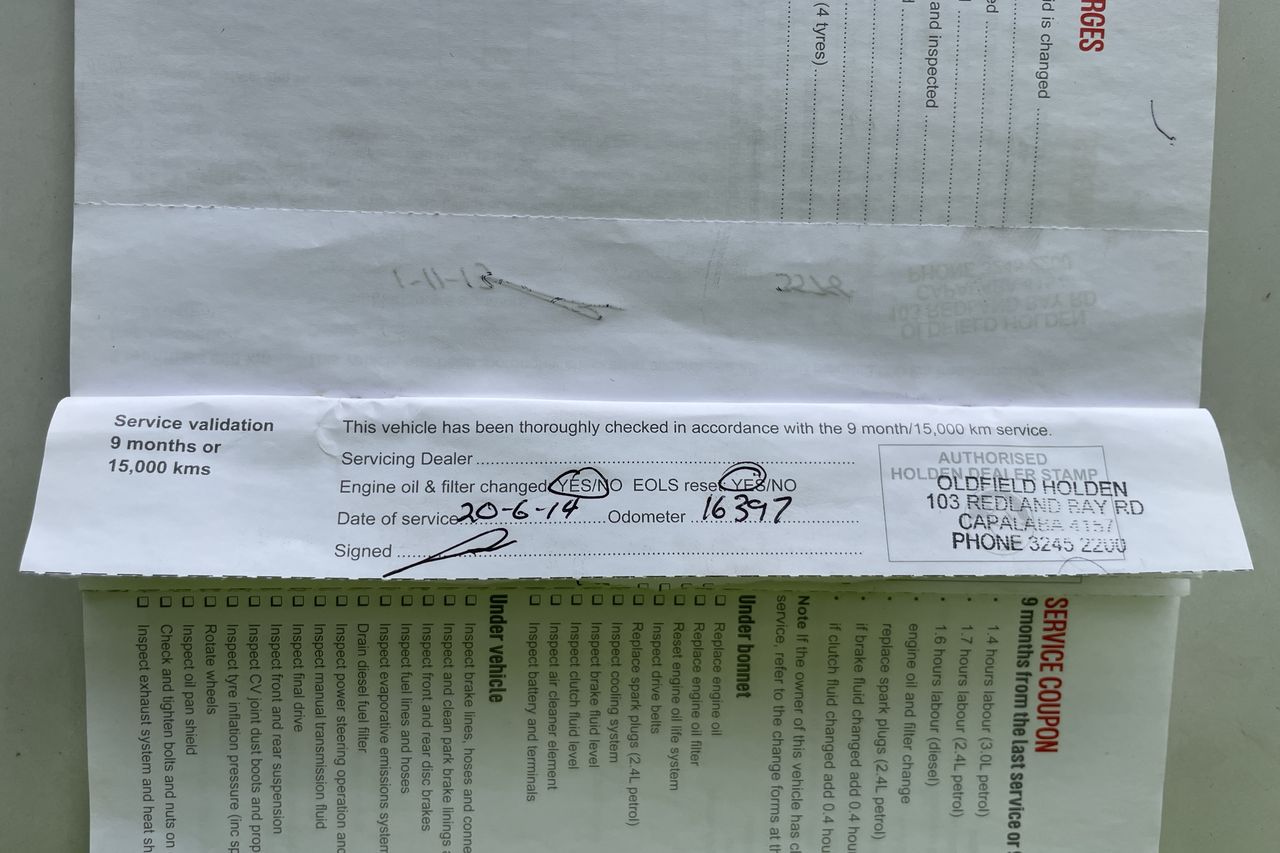 RGES
id is changed
ed
and inspected
(4 tyres)
1-11-13
OLDFIELD HOLDEN
103 REDLAND BAY RD
Service validation
9 months or
15,000 kms
This vehicle has been thoroughly checked in accordance with the 9 month/15,000 km service.
Servicing Dealer
Engine oil & filter changed YES/NO EOLS reset YES/NO
Date of service 20-6-14 Odometer 16397
Signed
AUTHORISED
HOLDEN DEALER STAMP
OLDFIELD HOLDEN
103 REDLAND BAY RD
CAPALABA 4157
PHONE 3245 2200
SERVICE COUPON
9 months from the last service or
• 1.4 hours labour (3.0L petrol)
• 1.7 hours labour (2.4L petrol)
• 1.6 hours labour (diesel)
• engine oil and filter change
• replace spark plugs (2.4L petrol)
• if brake fluid changed add 0.4 hou
• if clutch fluid changed add 0.4 hou
Note If the owner of this vehicle has ch
service, refer to the change forms at th
Under bonnet
❏ Replace engine oil
❏ Replace engine oil filter
❏ Reset engine oil life system
❏ Inspect drive belts
❏ Replace spark plugs (2.4L petrol)
❏ Inspect cooling system
❏ Inspect brake fluid level
❏ Inspect clutch fluid level
❏ Inspect air cleaner element
❏ Inspect battery and terminals
Under vehicle
❏ Inspect brake lines, hoses and conne
❏ Inspect and clean park brake linings
❏ Inspect front and rear disc brakes
❏ Inspect fuel lines and hoses
❏ Inspect evaporative emissions system
❏ Drain diesel fuel filter
❏ Inspect power steering operation and
❏ Inspect manual transmission fluid
❏ Inspect final drive
❏ Inspect front and rear suspension
❏ Inspect CV joint dust boots and prop
❏ Inspect tyre inflation pressure (inc sp
❏ Rotate wheels
❏ Inspect oil pan shield
❏ Check and tighten bolts and nuts on
❏ Inspect exhaust system and heat sh